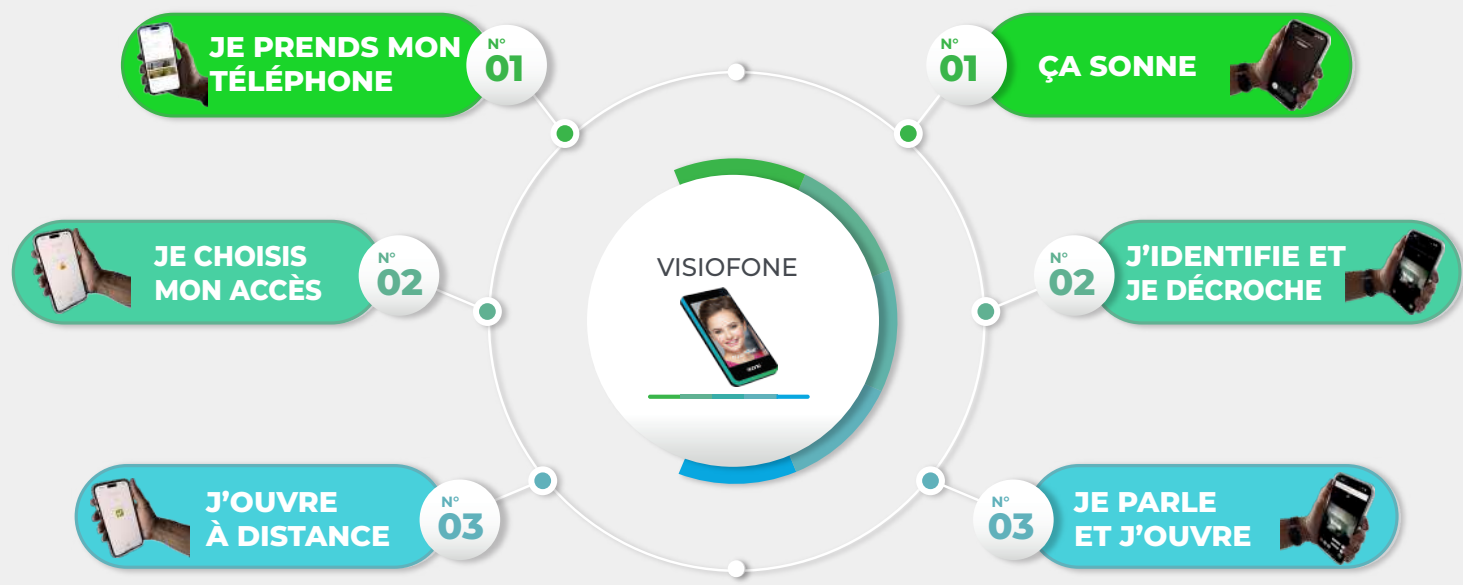 JE PRENDS MON
TÉLÉPHONE
N°
01
JE CHOISIS
MON ACCÈS
N°
02
J’OUVRE
À DISTANCE
N°
03
VISIOFONE
N°
01
ÇA SONNE
N°
02
J’IDENTIFIE ET
JE DÉCROCHE
N°
03
JE PARLE
ET J’OUVRE